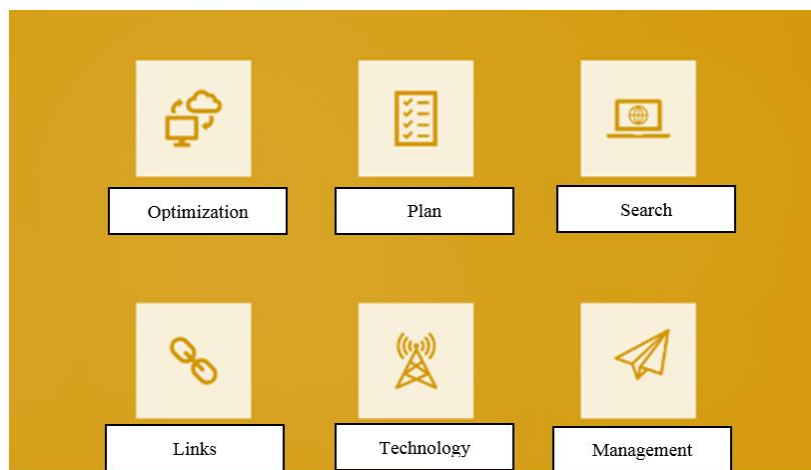 Optimization
Plan
Search
Links
Technology
Management